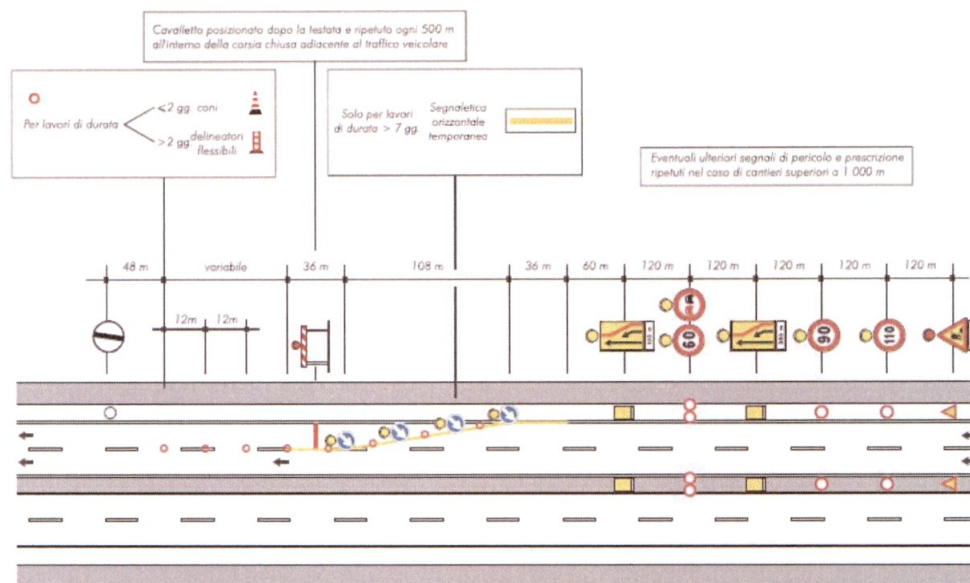 Cavalletto posizionato dopo la testata e ripetuto ogni 500 m
all'interno della corsia chiusa adiacente al traffico veicolare
Per lavori di durata
<2 gg. coni
>2 gg. delineatori
flessibili
Solo per lavori
di durata > 7 gg.
Segnaletica
orizzontale
temporanea
Eventuali ulteriori segnali di pericolo e prescrizione
ripetuti nel caso di cantieri superiori a 1 000 m
48 m
variabile
36 m
108 m
36 m
60 m
120 m
120 m
120 m
120 m
120 m
12m
12m
60
90
110